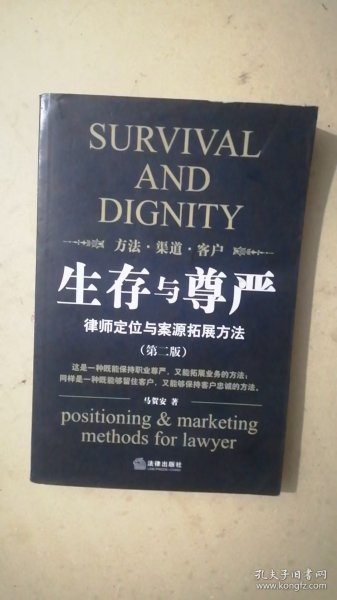 SURVIVAL
AND
DIGNITY
方法·渠道·客户
生存与尊严
律师定位与案源拓展方法
(第二版)
这是一种既能保持职业尊严，又能拓展业务的方法；
同样是一种既能够留住客户，又能够保持客户忠诚的方法。
马贺安 著
positioning & marketing
methods for lawyer
法律出版社
LAW PRESS·CHINA
孔夫子旧书网
www.kongfz.com